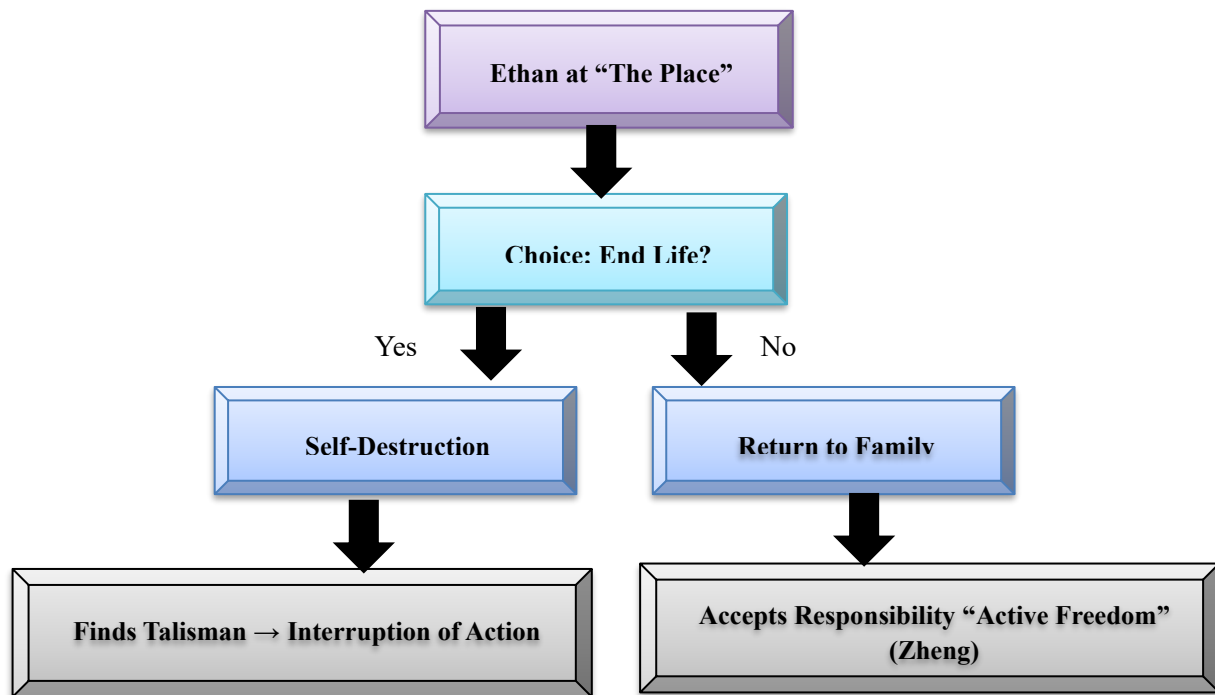 Ethan at “The Place”
Choice: End Life?
Yes
No
Self-Destruction
Return to Family
Finds Talisman → Interruption of Action
Accepts Responsibility “Active Freedom”
(Zheng)